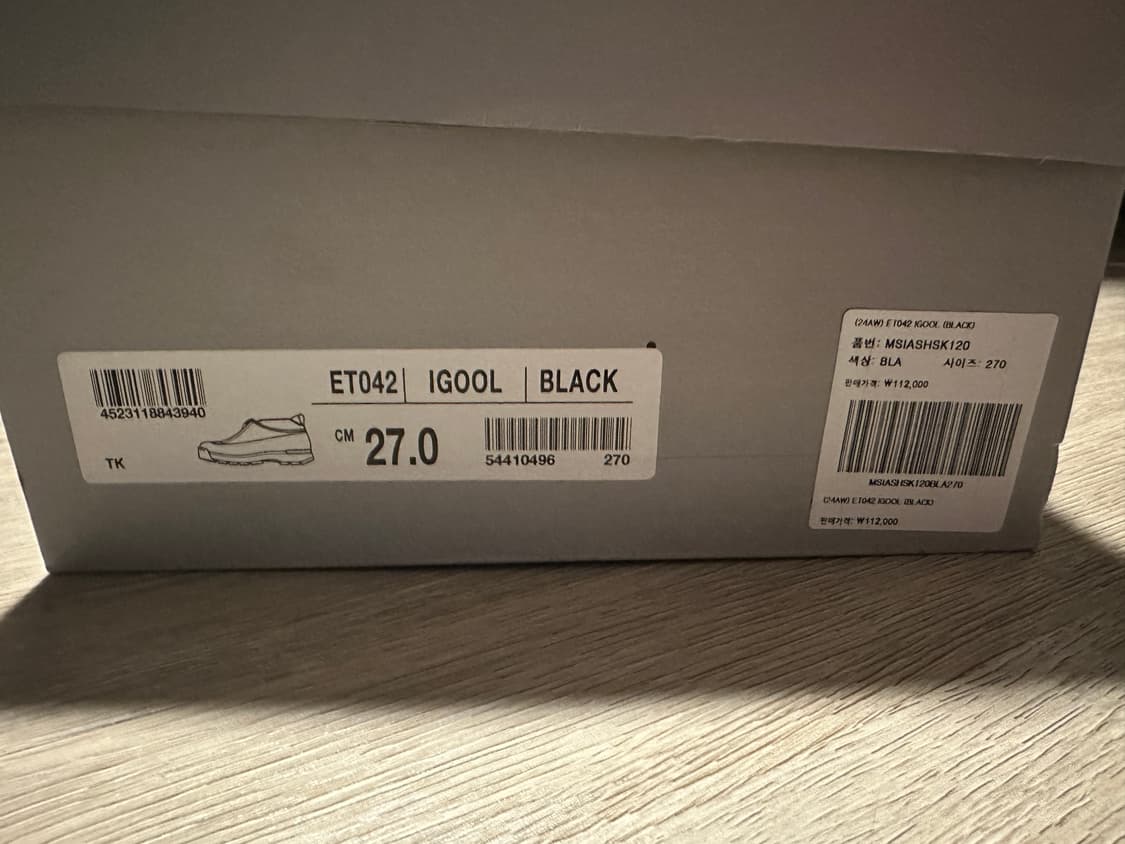 4523118843940
TK
ET042 IGOOL BLACK
CM 27.0
54410496 270
(24AW) ET042 IGOOL (BLACK)
품번: MSIASHSK120
색상: BLA 사이즈: 270
판매가격: ₩112,000
MSIASHSK120BLA270
(24AW) ET042 IGOOL (BLACK)
판매가격: ₩112,000